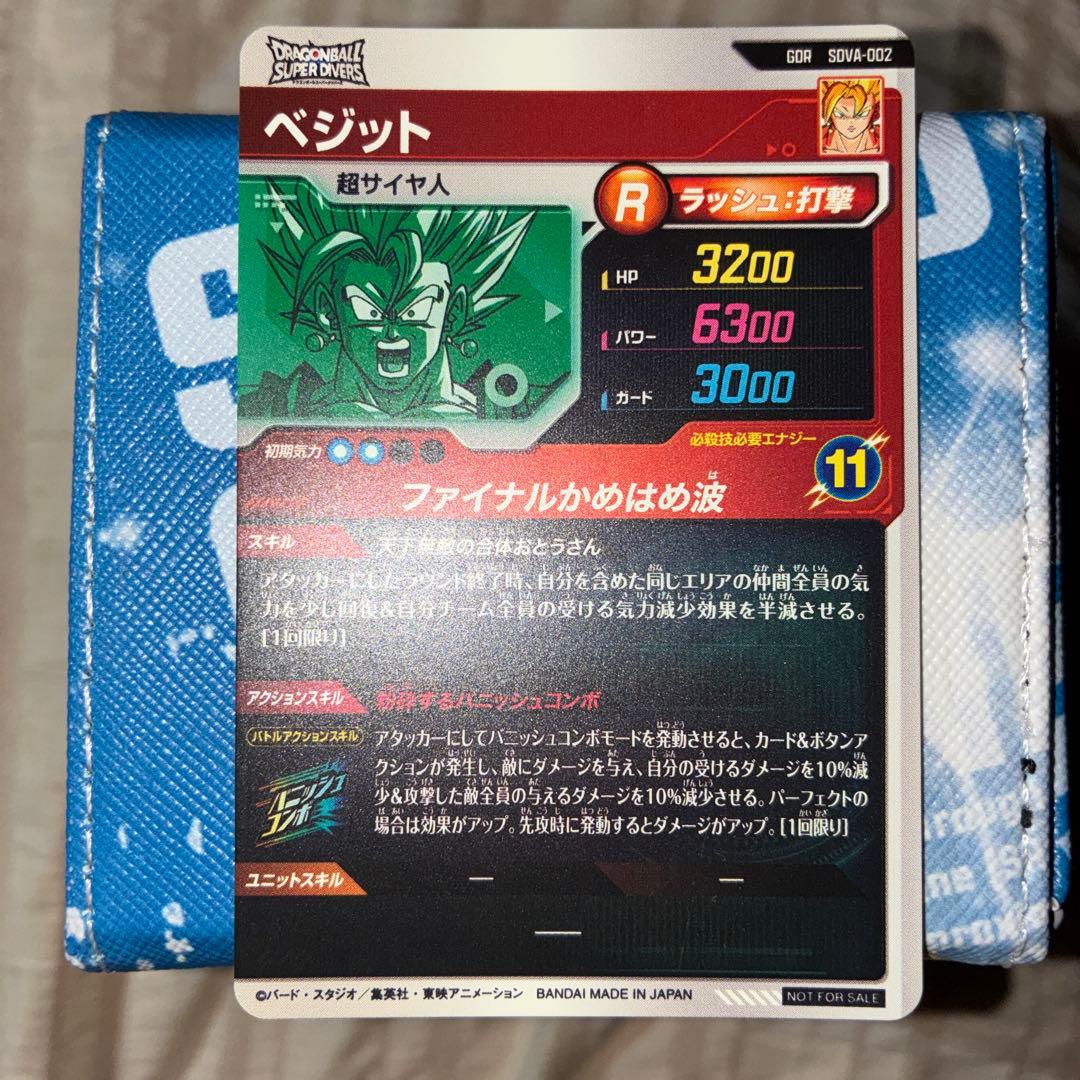 DRAGONBALL
SUPER DIVERS
ドラゴンボールスーパーダイバーズ
GDR SDVA-002
ベジット
超サイヤ人
R ラッシュ:打撃
HP 3200
パワー 6300
ガード 3000
初期気力
必殺技必要エナジー
11
ファイナルかめはめ波
スキル 天下無敵の合体おとうさん
アタッカーにしたラウンド終了時、自分を含めた同じエリアの仲間全員の気
力を少し回復&自分チーム全員の受ける気力減少効果を半減させる。
[1回限り]
アクションスキル 粉砕するバニッシュコンボ
バトルアクションスキル
バニッシュ
コンボ
アタッカーにしてバニッシュコンボモードを発動させると、カード&ボタンア
クションが発生し、敵にダメージを与え、自分の受けるダメージを10%減
少&攻撃した敵全員の与えるダメージを10%減少させる。パーフェクトの
場合は効果がアップ。先攻時に発動するとダメージがアップ。[1回限り]
ユニットスキル ― ―
―
©バード・スタジオ/集英社・東映アニメーション BANDAI MADE IN JAPAN NOT FOR SALE